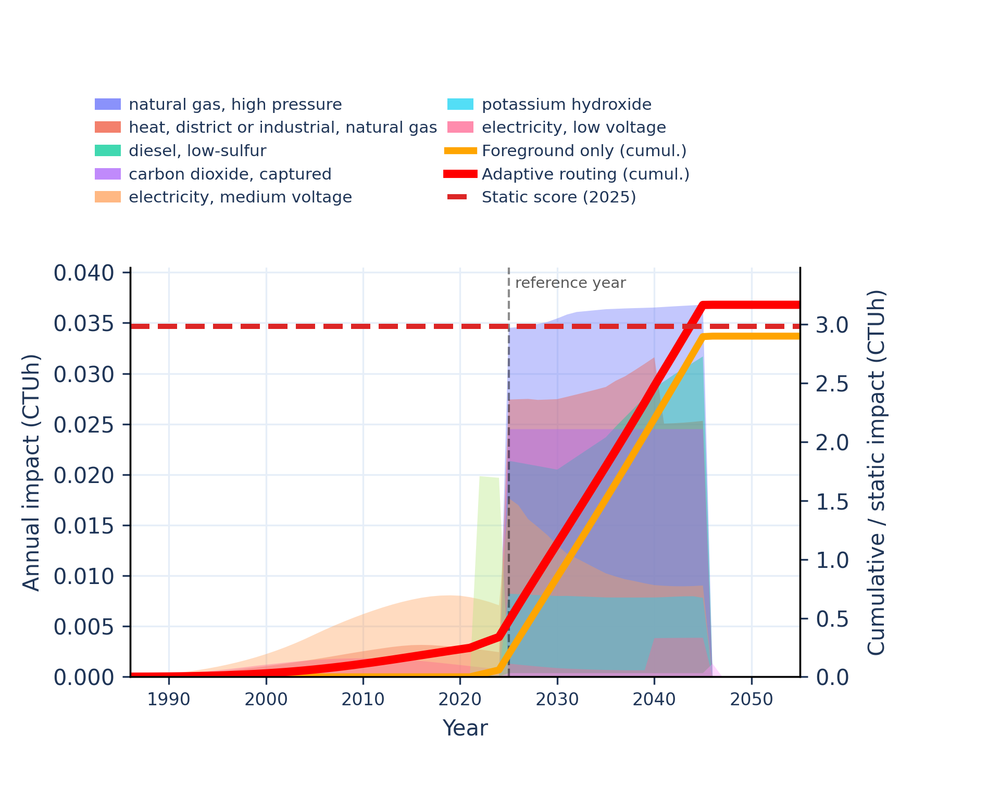 natural gas, high pressure
heat, district or industrial, natural gas
diesel, low-sulfur
carbon dioxide, captured
electricity, medium voltage
potassium hydroxide
electricity, low voltage
Foreground only (cumul.)
Adaptive routing (cumul.)
Static score (2025)
reference year
Annual impact (CTUh)
0.040
0.035
0.030
0.025
0.020
0.015
0.010
0.005
0.000
3.0
2.5
2.0
1.5
1.0
0.5
0.0
Cumulative / static impact (CTUh)
1990 2000 2010 2020 2030 2040 2050
Year